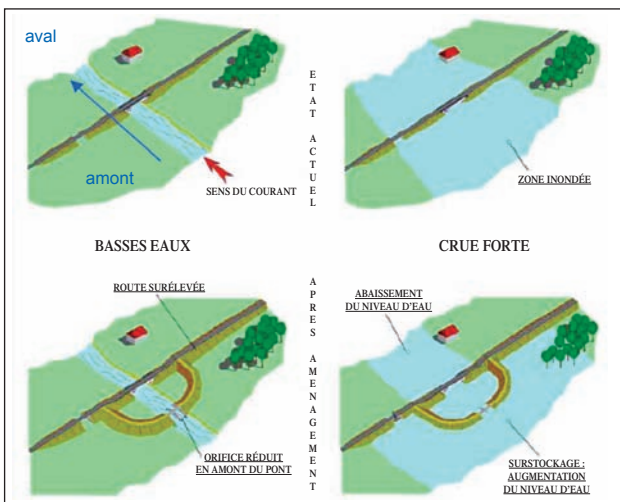 aval
amont
SENS DU COURANT
ETAT ACTUEL
ZONE INONDÉE
BASSES EAUX
CRUE FORTE
ROUTE SURÉLEVÉE
APRES AMENAGEMENT
ABAISSEMENT
DU NIVEAU D'EAU
ORIFICE RÉDUIT
EN AMONT DU PONT
SURSTOCKAGE :
AUGMENTATION
DU NIVEAU D'EAU